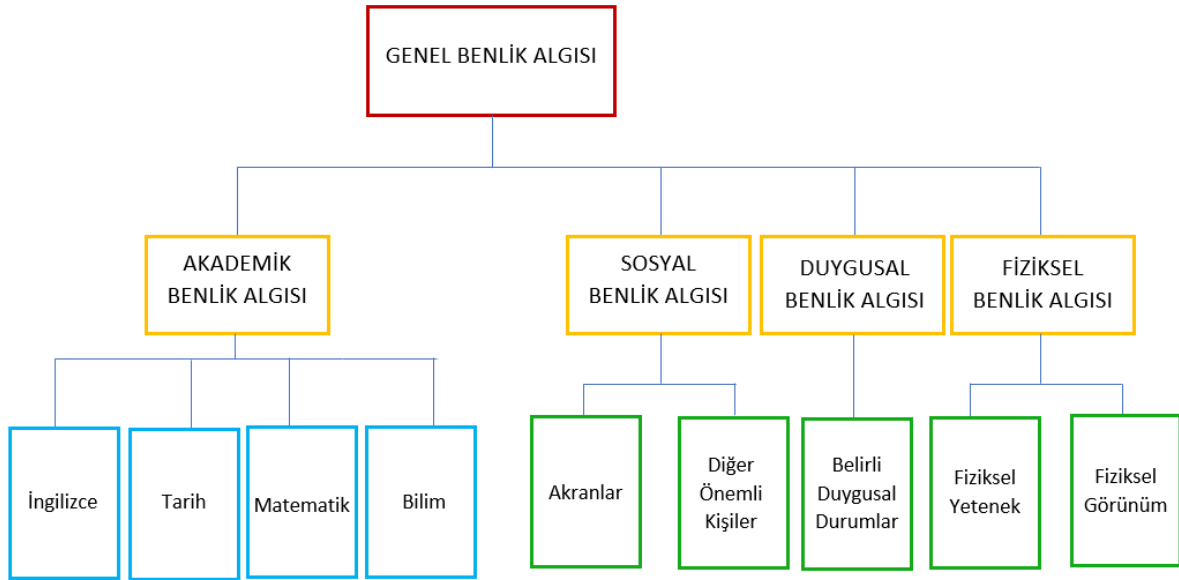 GENEL BENLİK ALGISI
AKADEMİK
BENLİK ALGISI
SOSYAL
BENLİK ALGISI
DUYGUSAL
BENLİK ALGISI
FİZİKSEL
BENLİK ALGISI
İngilizce
Tarih
Matematik
Bilim
Akranlar
Diğer
Önemli
Kişiler
Belirli
Duygusal
Durumlar
Fiziksel
Yetenek
Fiziksel
Görünüm